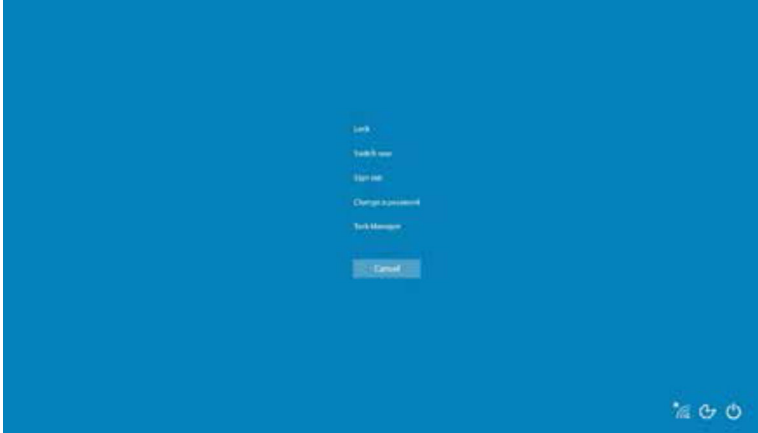 Lock
Switch user
Sign out
Change a password
Task Manager
Cancel